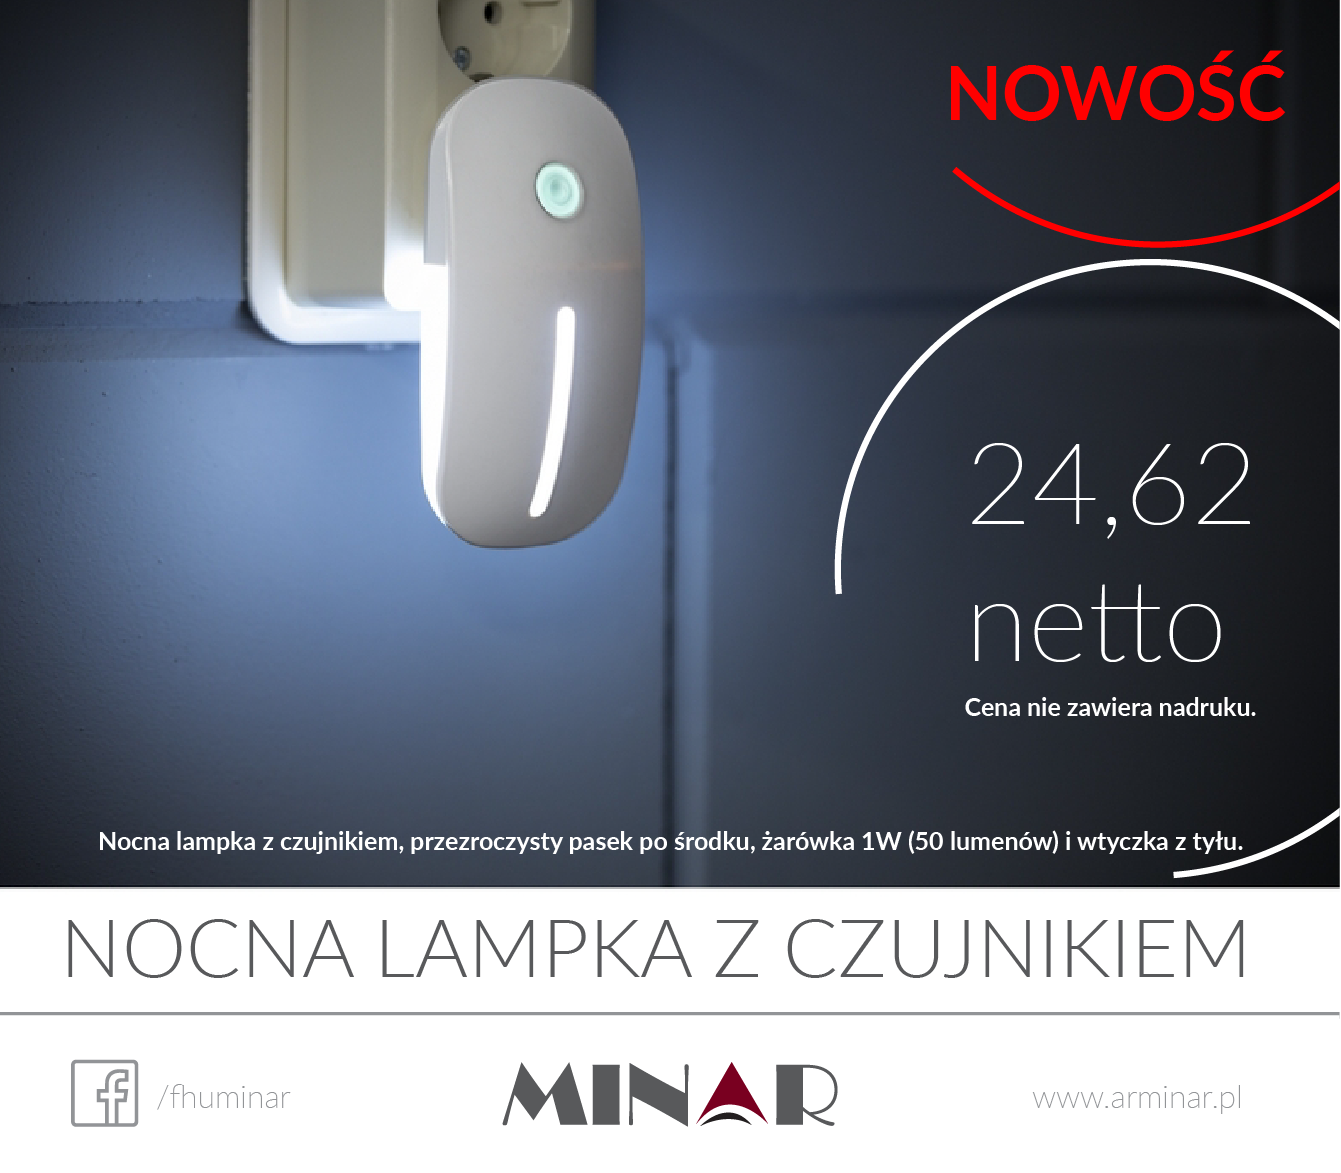 NOWOŚĆ
24,62
netto
Cena nie zawiera nadruku.
Nocna lampka z czujnikiem, przezroczysty pasek po środku, żarówka 1W (50 lumenów) i wtyczka z tyłu.
NOCNA LAMPKA Z CZUJNIKIEM
/fhuminar
MINAR
www.arminar.pl